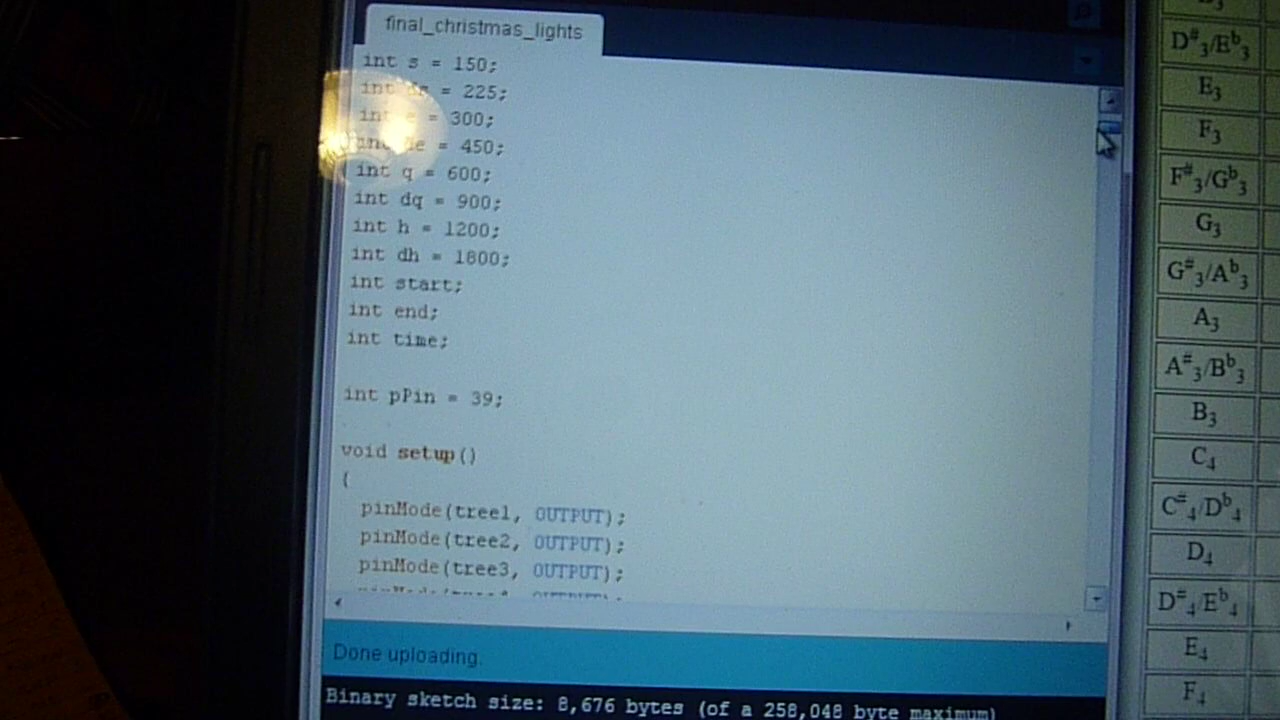 final_christmas_lights
int s = 150;
int ds = 225;
int e = 300;
int de = 450;
int q = 600;
int dq = 900;
int h = 1200;
int dh = 1800;
int start;
int end;
int time;
int pPin = 39;
void setup()
{
pinMode(tree1, OUTPUT);
pinMode(tree2, OUTPUT);
pinMode(tree3, OUTPUT);
Done uploading.
Binary sketch size: 8,676 bytes (of a 258,048 byte maximum)
D#3/Eb3
E3
F3
F#3/Gb3
G3
G#3/Ab3
A3
A#3/Bb3
B3
C4
C#4/Db4
D4
D#4/Eb4
E4
F4